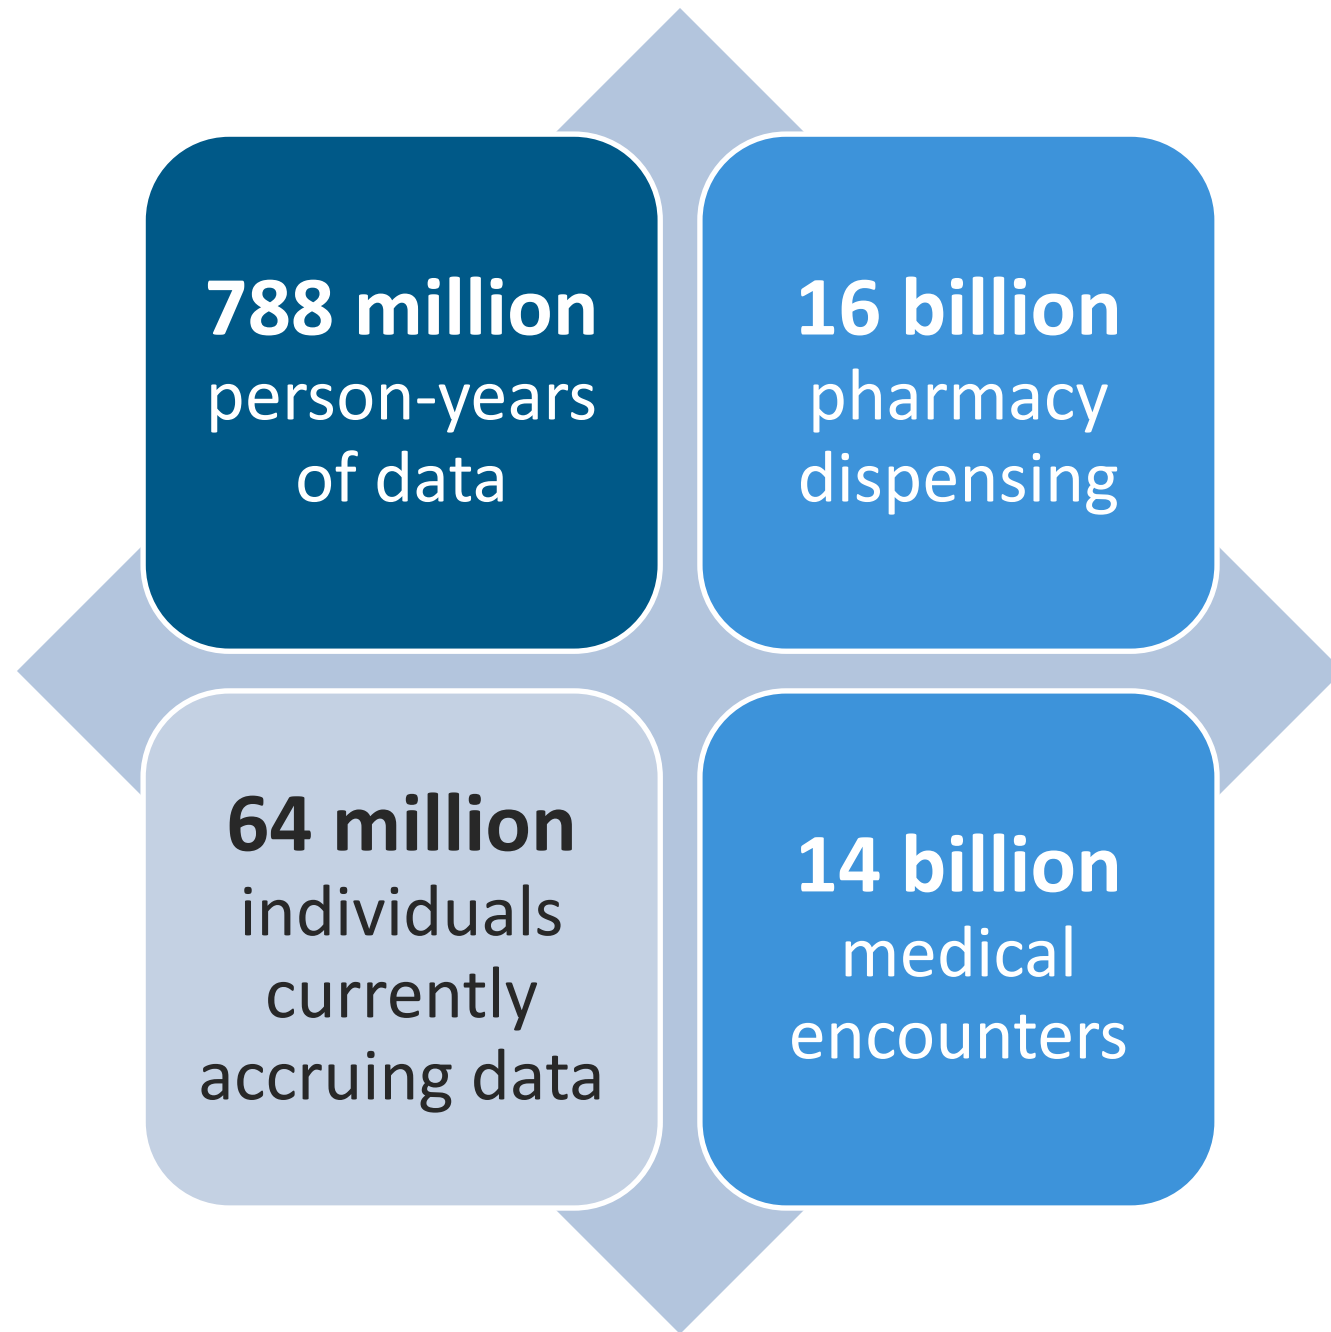 788 million
person-years
of data
16 billion
pharmacy
dispensing
64 million
individuals
currently
accruing data
14 billion
medical
encounters